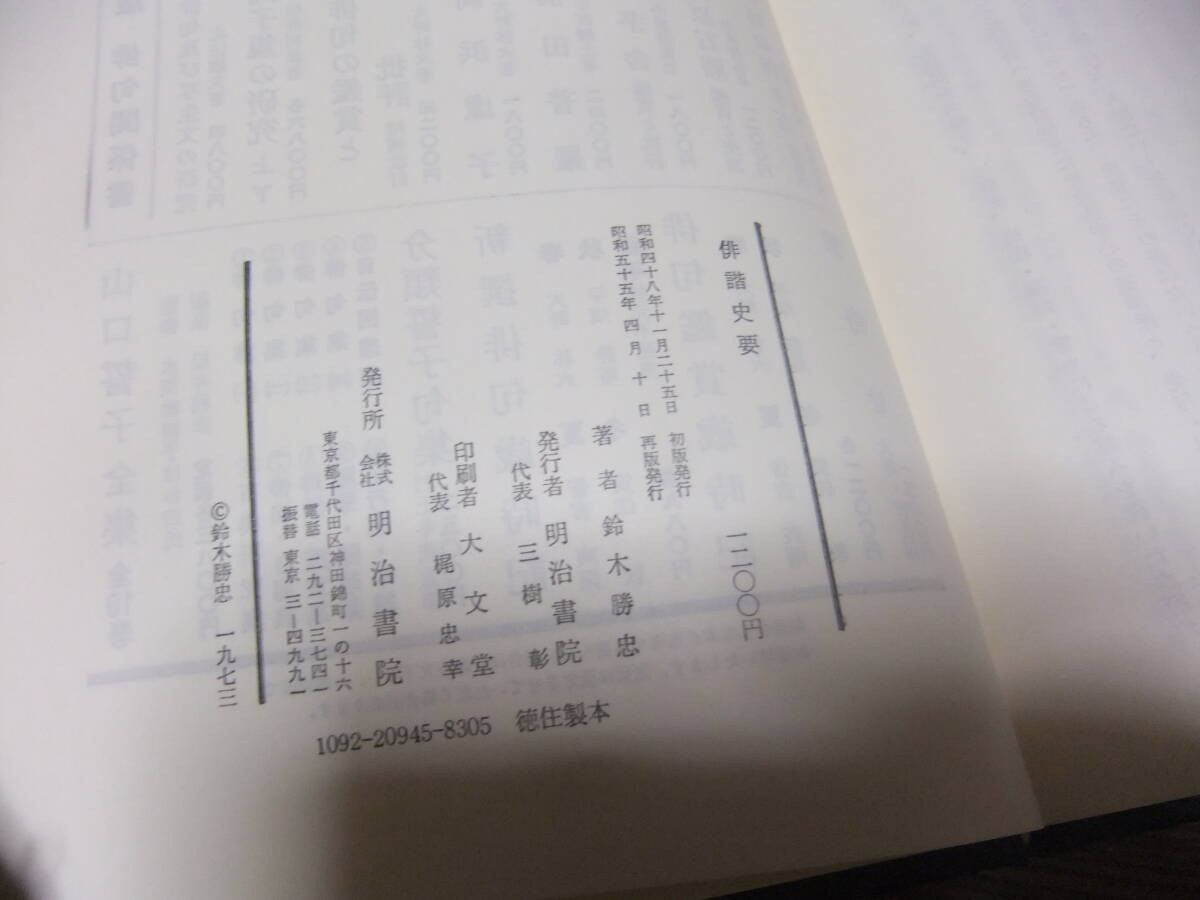 俳諧史要
一二〇〇円
昭和四十八年十一月二十五日 初版発行
昭和五十五年四月十日 再版発行
著者 鈴木勝忠
発行者 明治書院
代表 三樹彰
印刷者 大文堂
代表 梶原忠幸
発行所 株式会社 明治書院
東京都千代田区神田錦町一の十六
電話 二九二―三七四一
振替 東京 三―四九九一
©鈴木勝忠 一九七三
1092-20945-8305 徳住製本